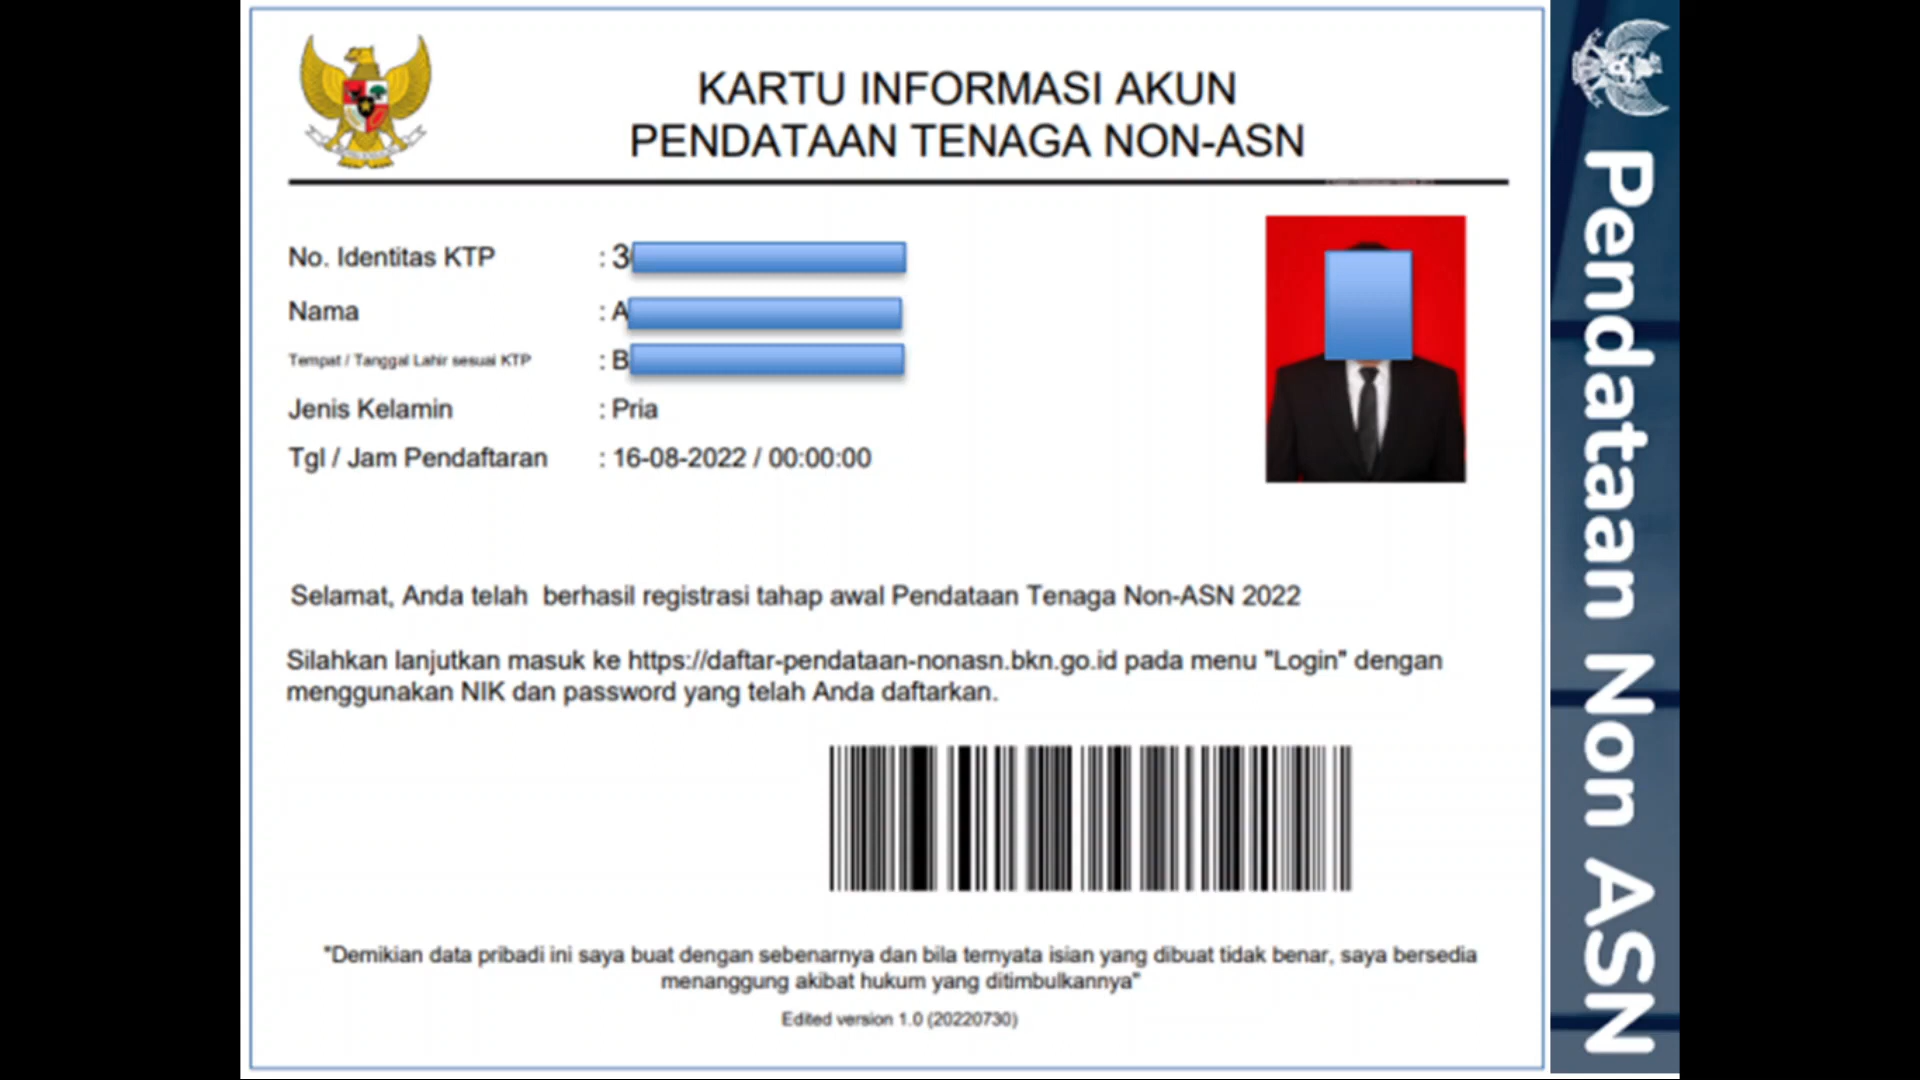 KARTU INFORMASI AKUN
PENDATAAN TENAGA NON-ASN
No. Identitas KTP : 3
Nama : A
Tempat / Tanggal Lahir sesuai KTP : B
Jenis Kelamin : Pria
Tgl / Jam Pendaftaran : 16-08-2022 / 00:00:00
Selamat, Anda telah berhasil registrasi tahap awal Pendataan Tenaga Non-ASN 2022
Silahkan lanjutkan masuk ke https://daftar-pendataan-nonasn.bkn.go.id pada menu "Login" dengan
menggunakan NIK dan password yang telah Anda daftarkan.
"Demikian data pribadi ini saya buat dengan sebenarnya dan bila ternyata isian yang dibuat tidak benar, saya bersedia
menanggung akibat hukum yang ditimbulkannya"
Edited version 1.0 (20220730)
Pendataan Non ASN